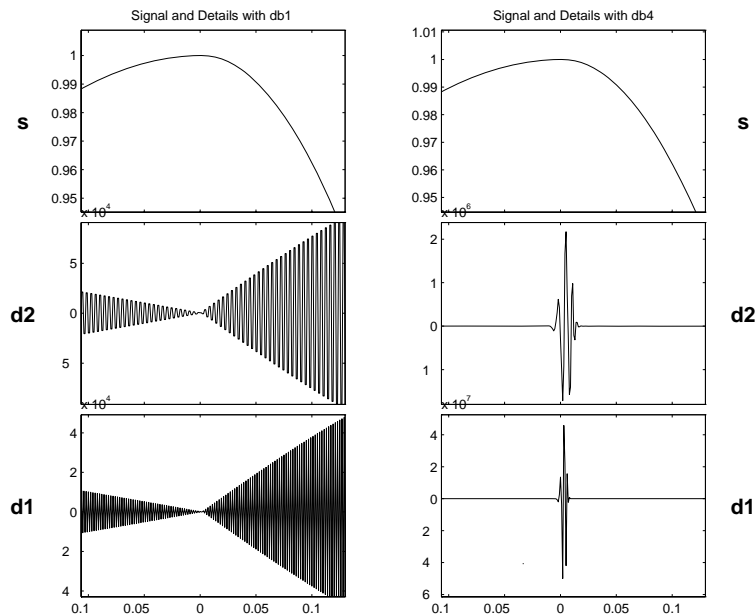 Signal and Details with db1
1
0.99
0.98
0.97
0.96
0.95
s
x 10^4
5
0
5
d2
x 10^4
4
2
0
2
4
d1
0.1 0.05 0 0.05 0.1
Signal and Details with db4
1.01
1
0.99
0.98
0.97
0.96
0.95
s
x 10^6
2
1
0
1
d2
x 10^7
4
2
0
2
4
6
d1
0.1 0.05 0 0.05 0.1